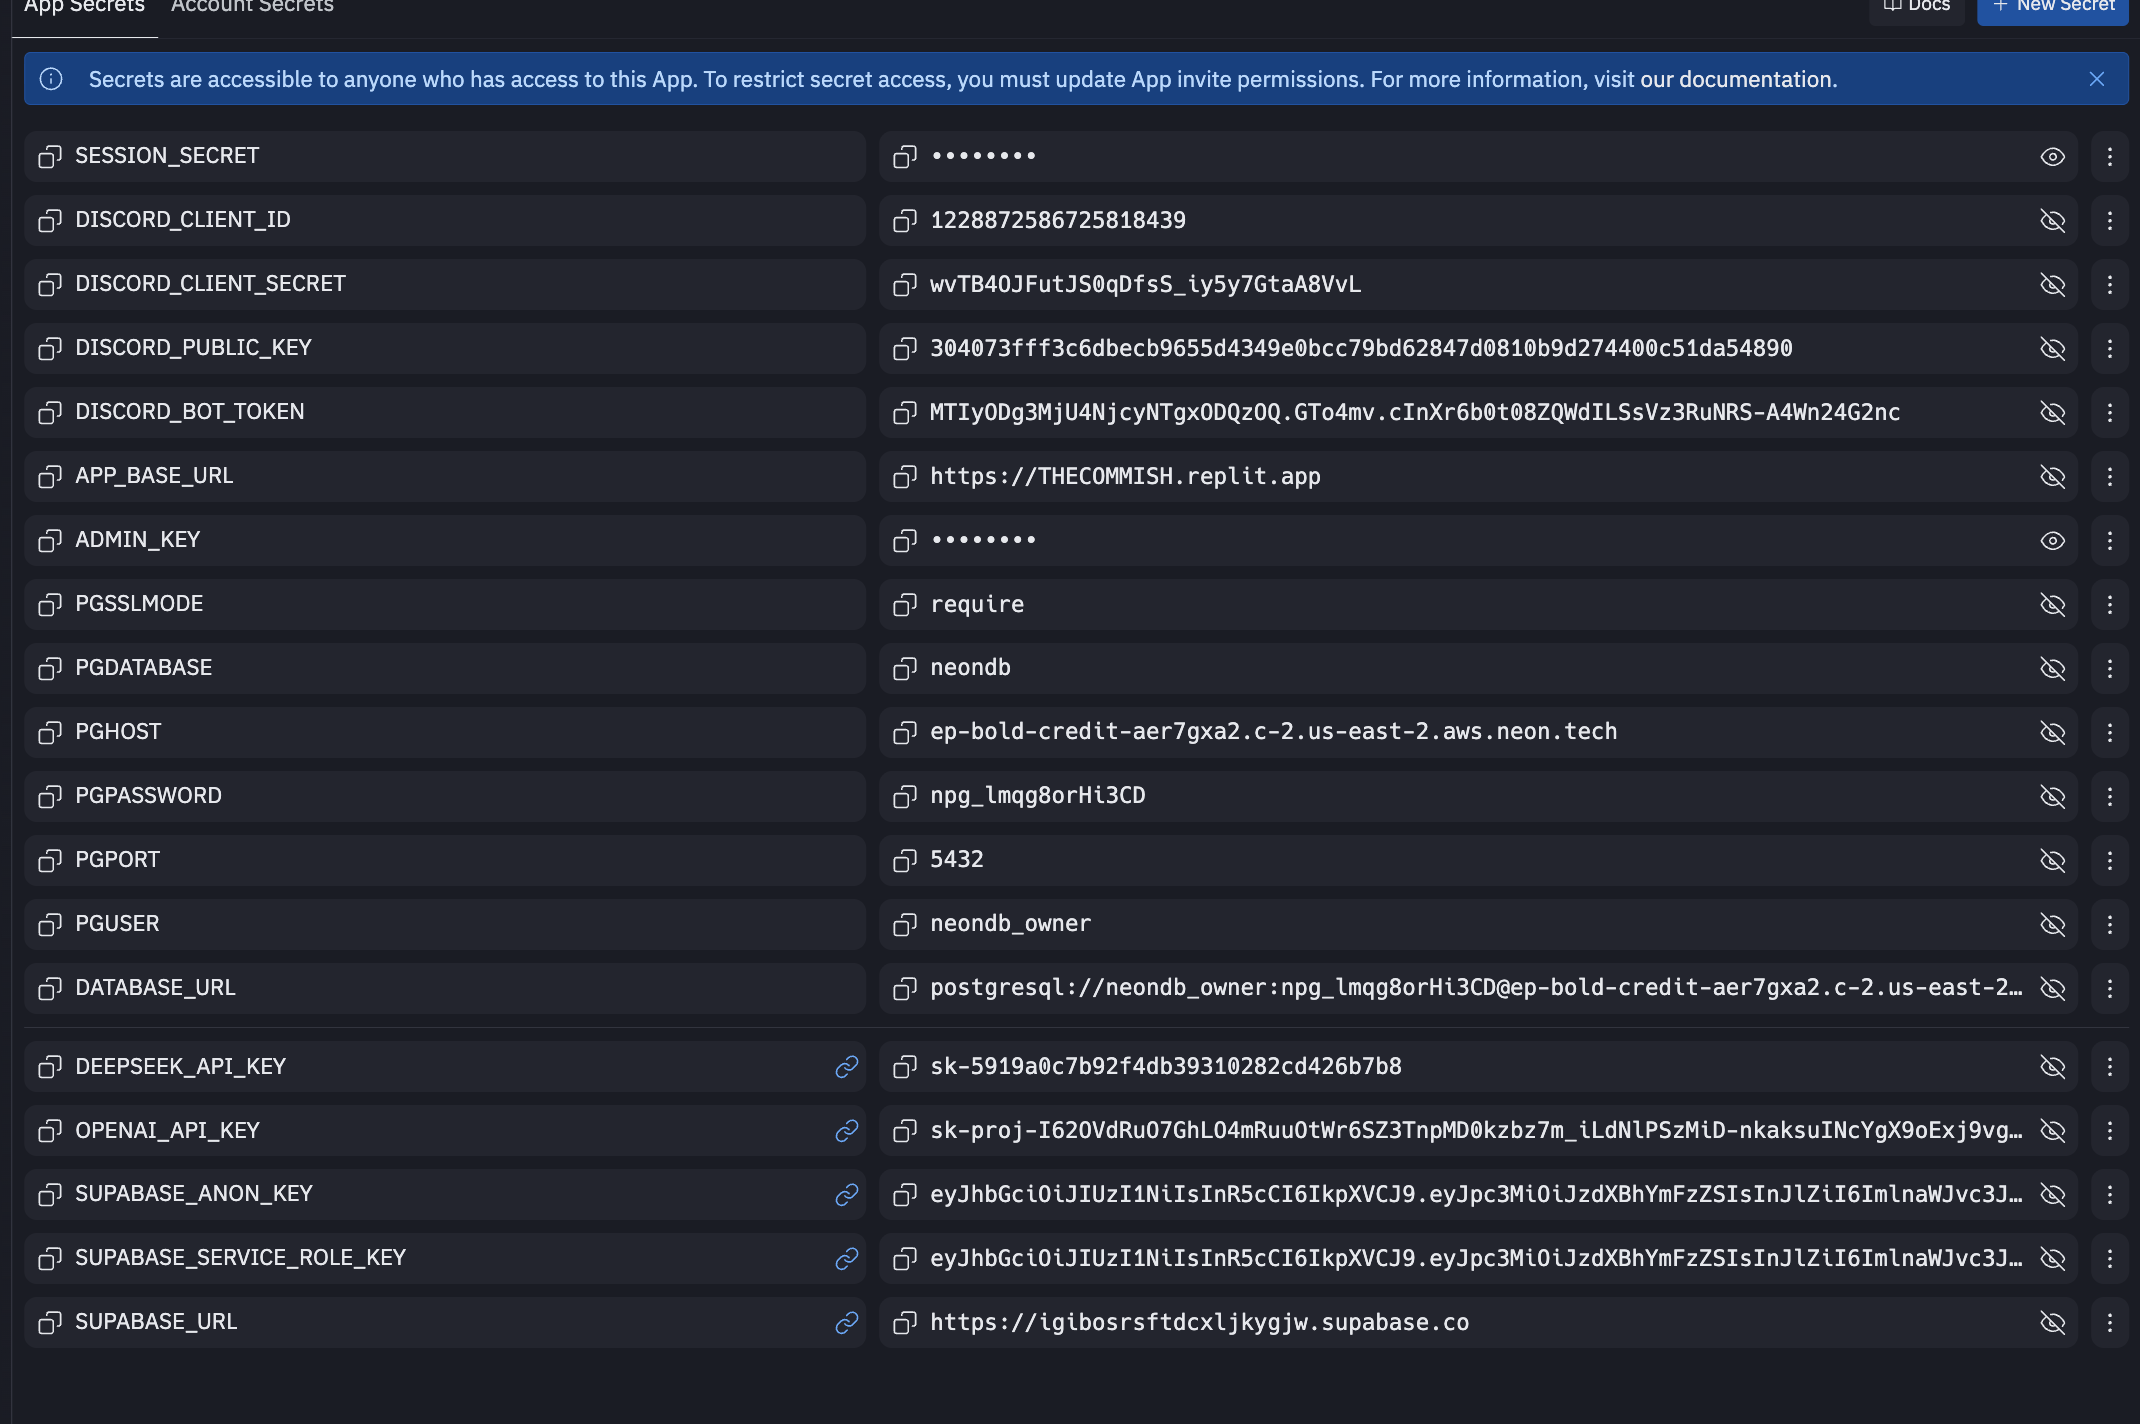 App Secrets Account Secrets Docs + New Secret
Secrets are accessible to anyone who has access to this App. To restrict secret access, you must update App invite permissions. For more information, visit our documentation.
SESSION_SECRET ••••••••
DISCORD_CLIENT_ID 1228872586725818439
DISCORD_CLIENT_SECRET wvTB4OJFutJS0qDfsS_iy5y7GtaA8VvL
DISCORD_PUBLIC_KEY 304073fff3c6dbecb9655d4349e0bcc79bd62847d0810b9d274400c51da54890
DISCORD_BOT_TOKEN MTIyODg3MjU4NjcyNTgxODQzOQ.GTo4mv.cInXr6b0t08ZQWdILSsVz3RuNRS-A4Wn24G2nc
APP_BASE_URL https://THECOMMISH.replit.app
ADMIN_KEY ••••••••
PGSSLMODE require
PGDATABASE neondb
PGHOST ep-bold-credit-aer7gxa2.c-2.us-east-2.aws.neon.tech
PGPASSWORD npg_lmqg8orHi3CD
PGPORT 5432
PGUSER neondb_owner
DATABASE_URL postgresql://neondb_owner:npg_lmqg8orHi3CD@ep-bold-credit-aer7gxa2.c-2.us-east-2…
DEEPSEEK_API_KEY sk-5919a0c7b92f4db39310282cd426b7b8
OPENAI_API_KEY sk-proj-I62OVdRuO7GhLO4mRuuOtWr6SZ3TnpMD0kzbz7m_iLdNlPSzMiD-nkaksuINcYgX9oExj9vg…
SUPABASE_ANON_KEY eyJhbGciOiJIUzI1NiIsInR5cCI6IkpXVCJ9.eyJpc3MiOiJzdXBhYmFzZSIsInJlZiI6ImlnaWJvc3J…
SUPABASE_SERVICE_ROLE_KEY eyJhbGciOiJIUzI1NiIsInR5cCI6IkpXVCJ9.eyJpc3MiOiJzdXBhYmFzZSIsInJlZiI6ImlnaWJvc3J…
SUPABASE_URL https://igibosrsftdcxljkygjw.supabase.co